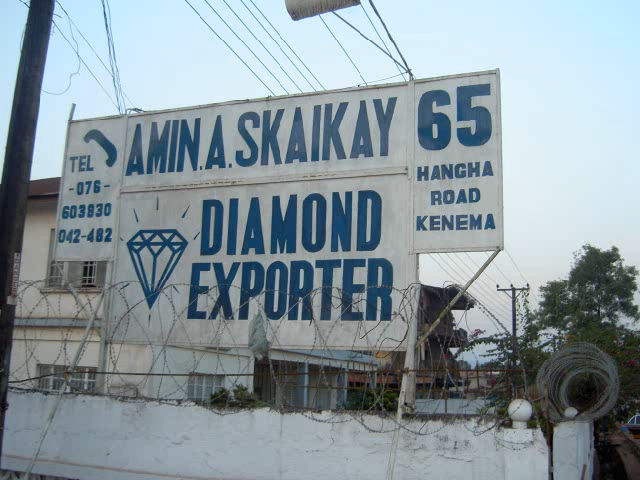 TEL
-076-
603830
042-482
AMIN.A.SKAIKAY
DIAMOND
EXPORTER
65
HANGHA
ROAD
KENEMA